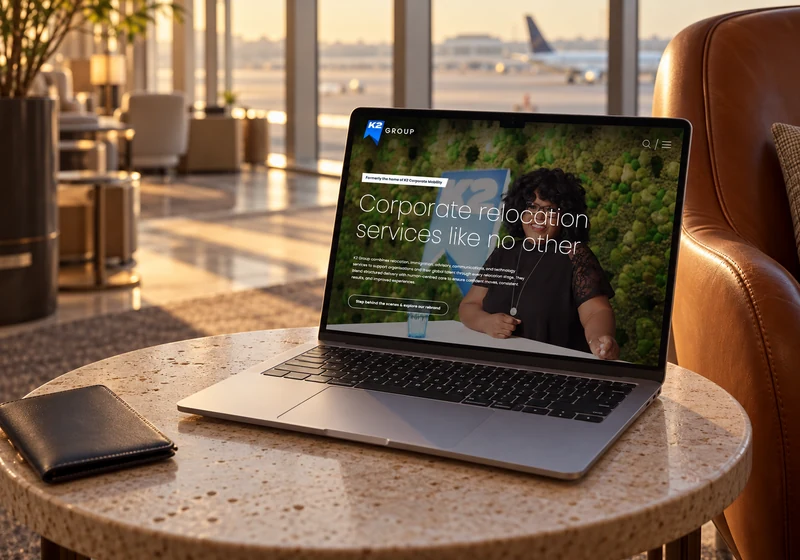 K2 GROUP
Formerly the home of K2 Corporate Mobility
K2
Corporate relocation
services like no other
K2 Group combines relocation, immigration, advisory, communications, and technology
services to support organisations and their global talent through every relocation stage. They
blend structured delivery with human-centred care to ensure confident moves, consistent
results, and improved experiences.
Step behind the scenes & explore our rebrand